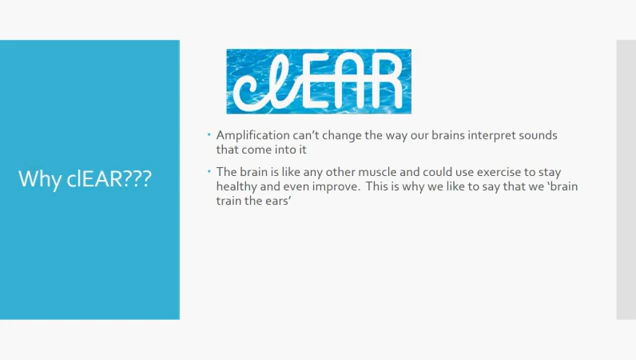 Why clEAR???
clEAR
• Amplification can't change the way our brains interpret sounds
that come into it
• The brain is like any other muscle and could use exercise to stay
healthy and even improve.  This is why we like to say that we 'brain
train the ears'